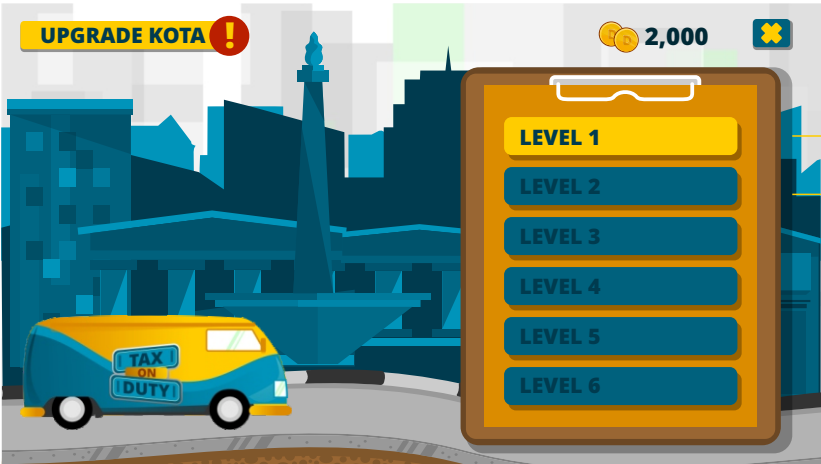 UPGRADE KOTA !
2,000
LEVEL 1
LEVEL 2
LEVEL 3
LEVEL 4
LEVEL 5
LEVEL 6
TAX
ON
DUTY